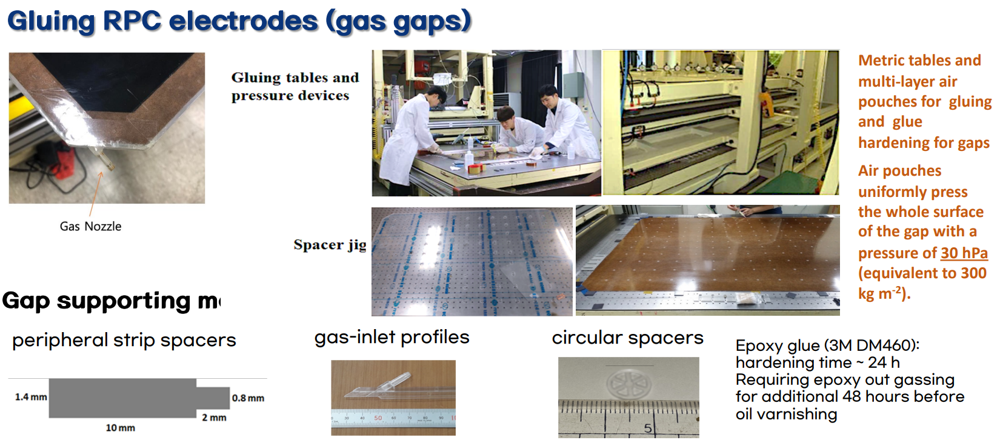 Gluing RPC electrodes (gas gaps)
Gas Nozzle
Gluing tables and
pressure devices
Metric tables and
multi-layer air
pouches for gluing
and glue
hardening for gaps
Air pouches
uniformly press
the whole surface
of the gap with a
pressure of 30 hPa
(equivalent to 300
kg m-2).
Spacer jig
Gap supporting
peripheral strip spacers
1.4 mm
0.8 mm
2 mm
10 mm
gas-inlet profiles
30 40 50 60 70 80 90
circular spacers
5
Epoxy glue (3M DM460):
hardening time ~ 24 h
Requiring epoxy out gassing
for additional 48 hours before
oil varnishing